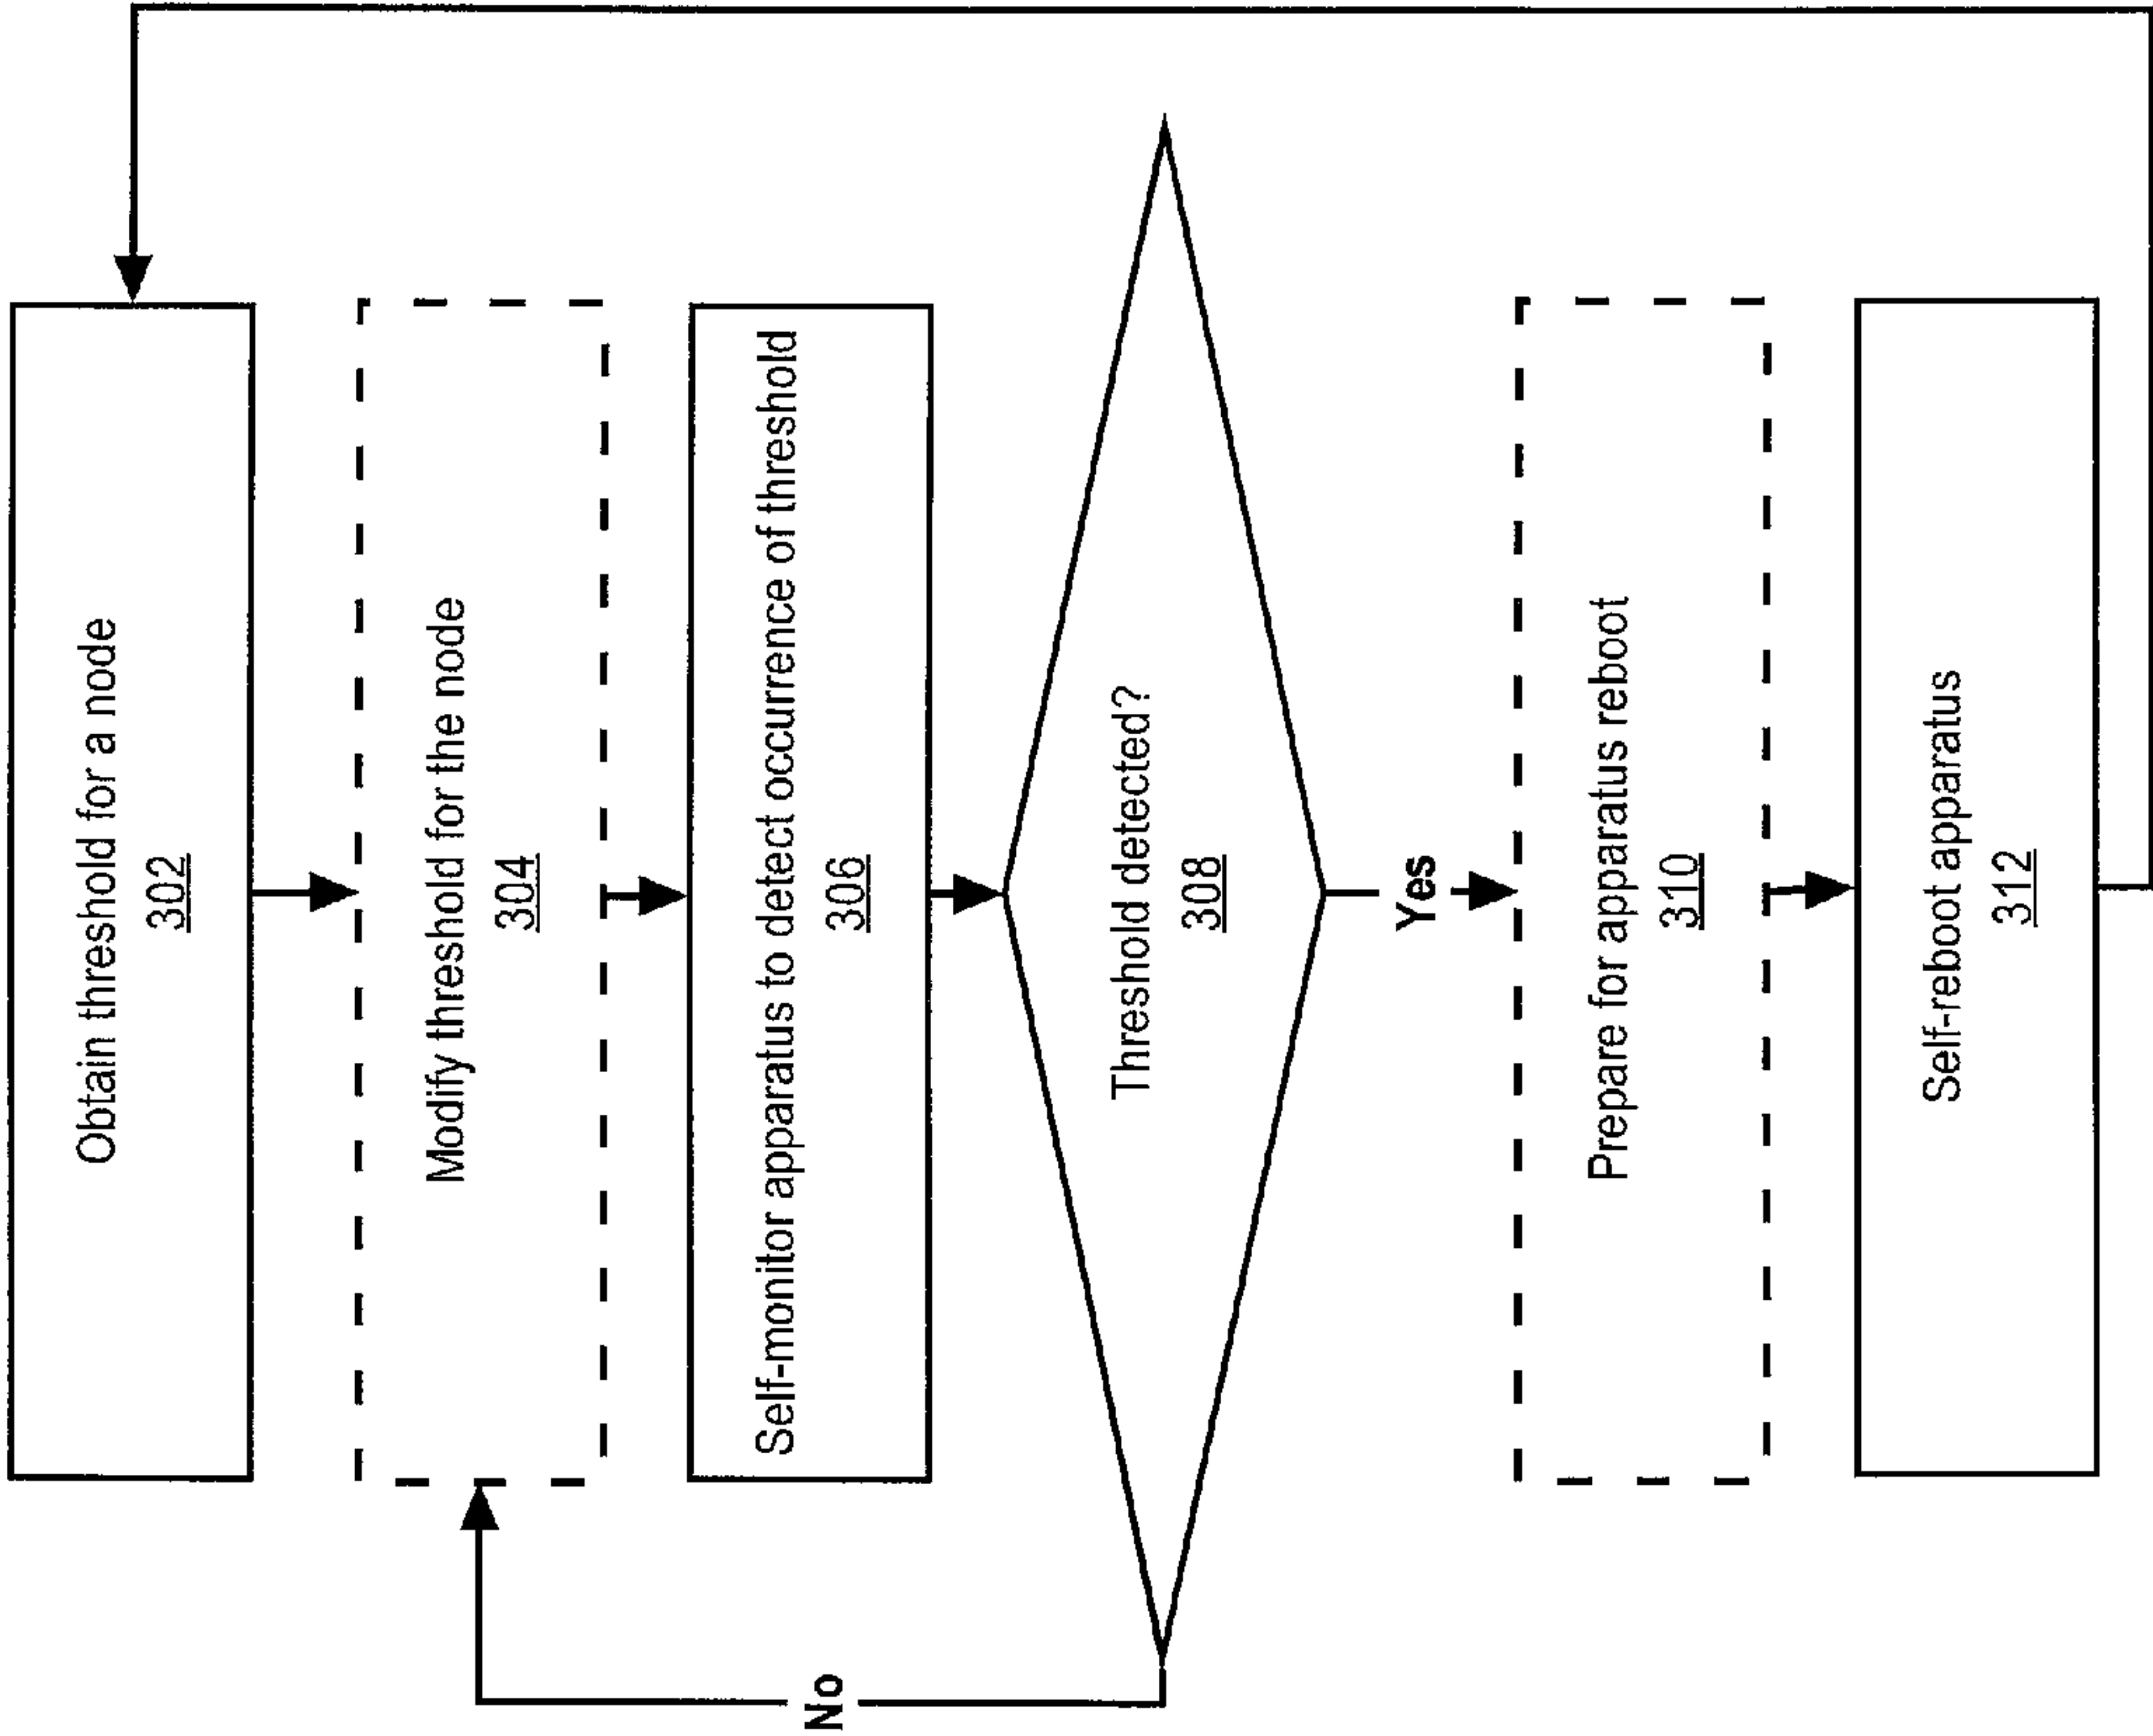 Obtain threshold for a node
302
Modify threshold for the node
304
Self-monitor apparatus to detect occurrence of threshold
306
Threshold detected?
308
No
Yes
Prepare for apparatus reboot
310
Self-reboot apparatus
312